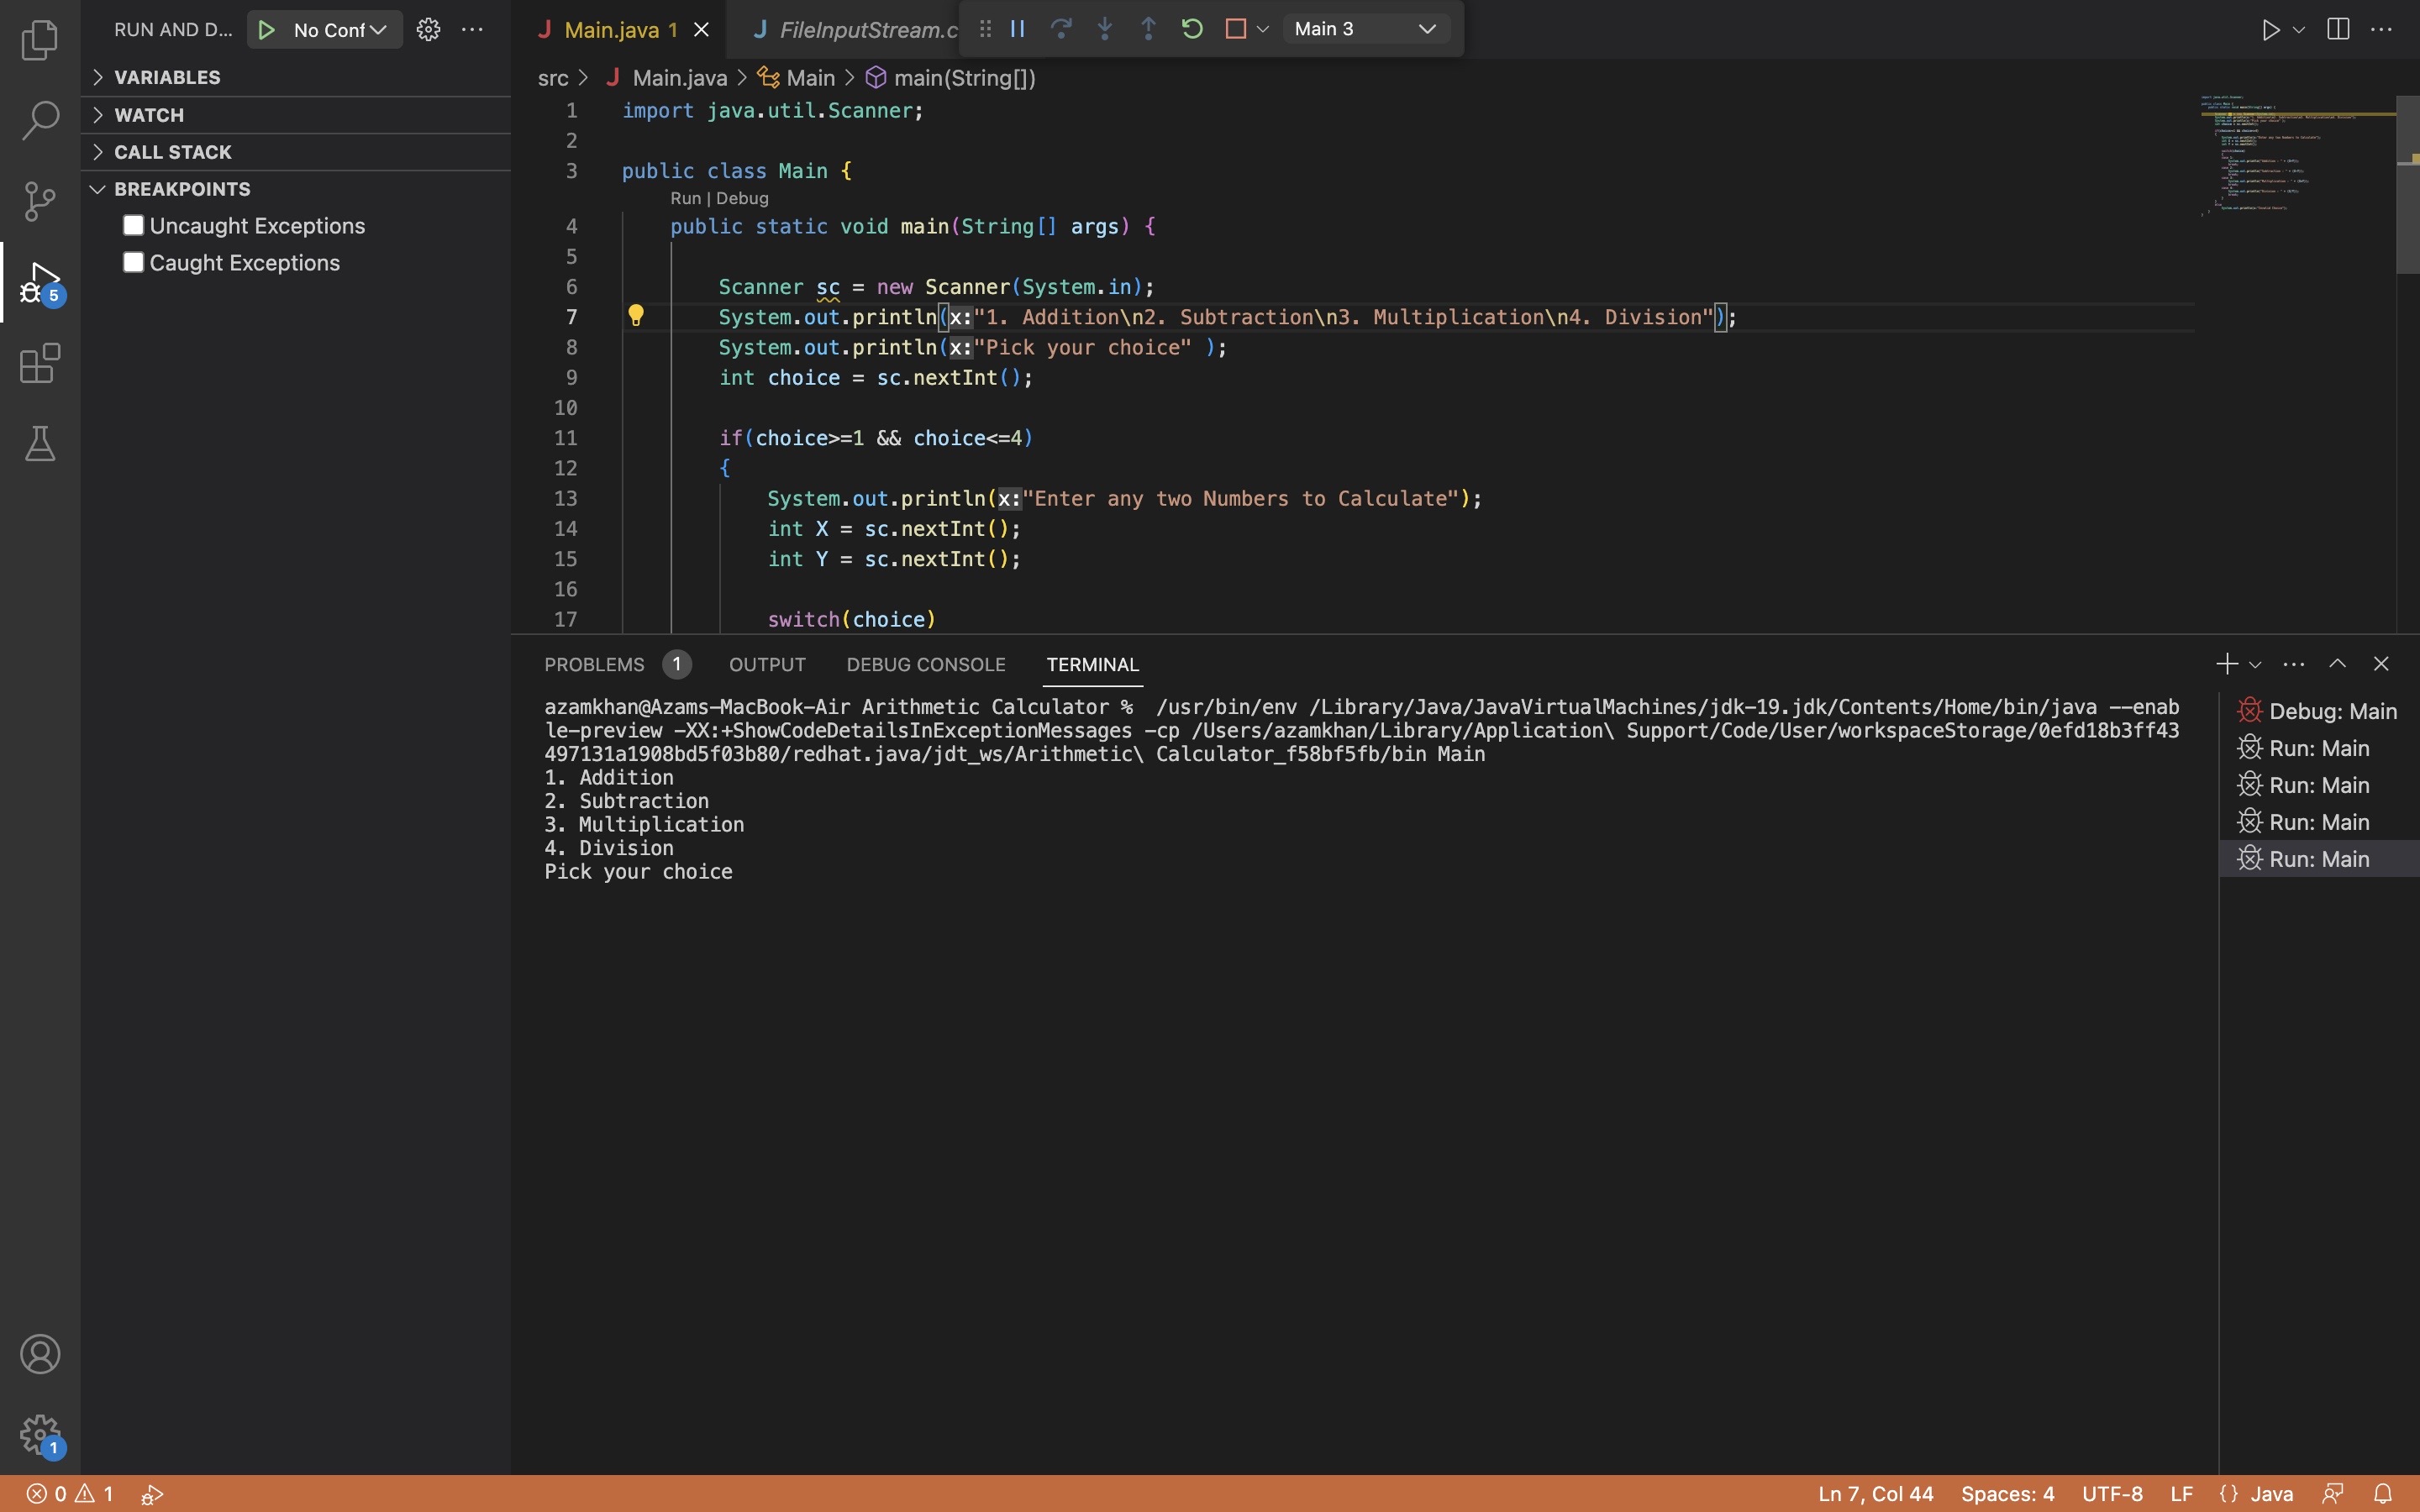 RUN AND D...
No Conf
VARIABLES
WATCH
CALL STACK
BREAKPOINTS
Uncaught Exceptions
Caught Exceptions
5
1
J Main.java 1
J FileInputStream.c
Main 3
src > J Main.java > Main > main(String[])
1 import java.util.Scanner;
2
3 public class Main {
Run | Debug
4 public static void main(String[] args) {
5
6 Scanner sc = new Scanner(System.in);
7 System.out.println(x:"1. Addition\n2. Subtraction\n3. Multiplication\n4. Division");
8 System.out.println(x:"Pick your choice" );
9 int choice = sc.nextInt();
10
11 if(choice>=1 && choice<=4)
12 {
13 System.out.println(x:"Enter any two Numbers to Calculate");
14 int X = sc.nextInt();
15 int Y = sc.nextInt();
16
17 switch(choice)
PROBLEMS 1 OUTPUT DEBUG CONSOLE TERMINAL
azamkhan@Azams-MacBook-Air Arithmetic Calculator % /usr/bin/env /Library/Java/JavaVirtualMachines/jdk-19.jdk/Contents/Home/bin/java --enab
le-preview -XX:+ShowCodeDetailsInExceptionMessages -cp /Users/azamkhan/Library/Application\ Support/Code/User/workspaceStorage/0efd18b3ff43
497131a1908bd5f03b80/redhat.java/jdt_ws/Arithmetic\ Calculator_f58bf5fb/bin Main
1. Addition
2. Subtraction
3. Multiplication
4. Division
Pick your choice
Debug: Main
Run: Main
Run: Main
Run: Main
Run: Main
0 1
Ln 7, Col 44 Spaces: 4 UTF-8 LF {} Java